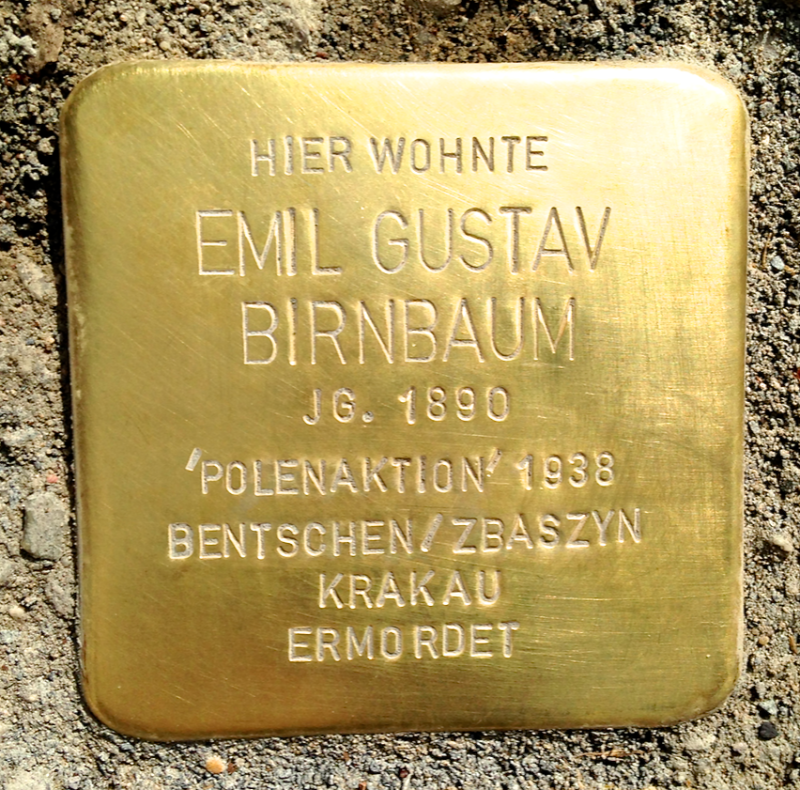 HIER WOHNTE
EMIL GUSTAV
BIRNBAUM
JG. 1890
'POLENAKTION' 1938
BENTSCHEN/ZBASZYN
KRAKAU
ERMORDET